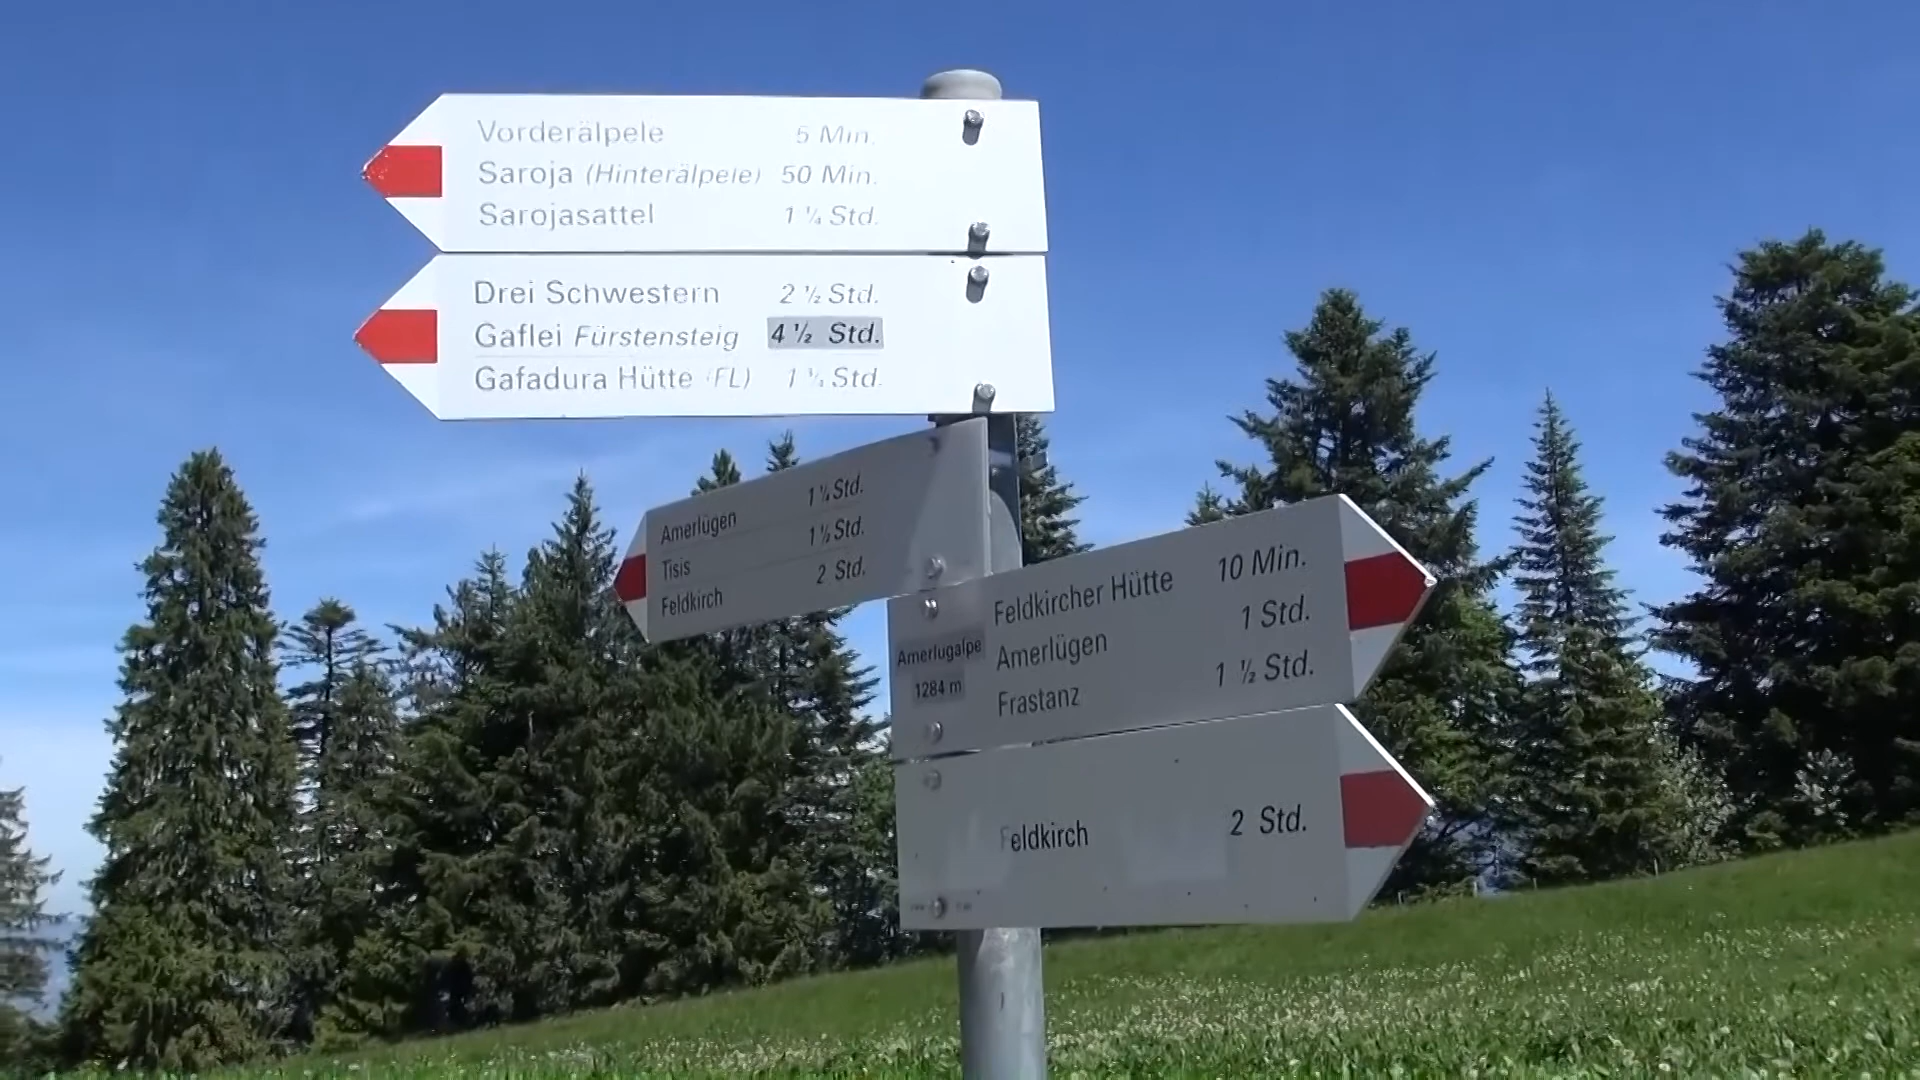 Vorderälpele 5 Min.
Saroja (Hinterälpele) 50 Min.
Sarojasattel 1 ¼ Std.
Drei Schwestern 2 ½ Std.
Gaflei Fürstensteig 4 ½ Std.
Gafadura Hütte (FL) 1 ¾ Std.
Amerlügen 1 ¼ Std.
Tisis 1 ½ Std.
Feldkirch 2 Std.
Feldkircher Hütte 10 Min.
Amerlügen 1 Std.
Frastanz 1 ½ Std.
Amerlugalpe
1284 m
Feldkirch 2 Std.